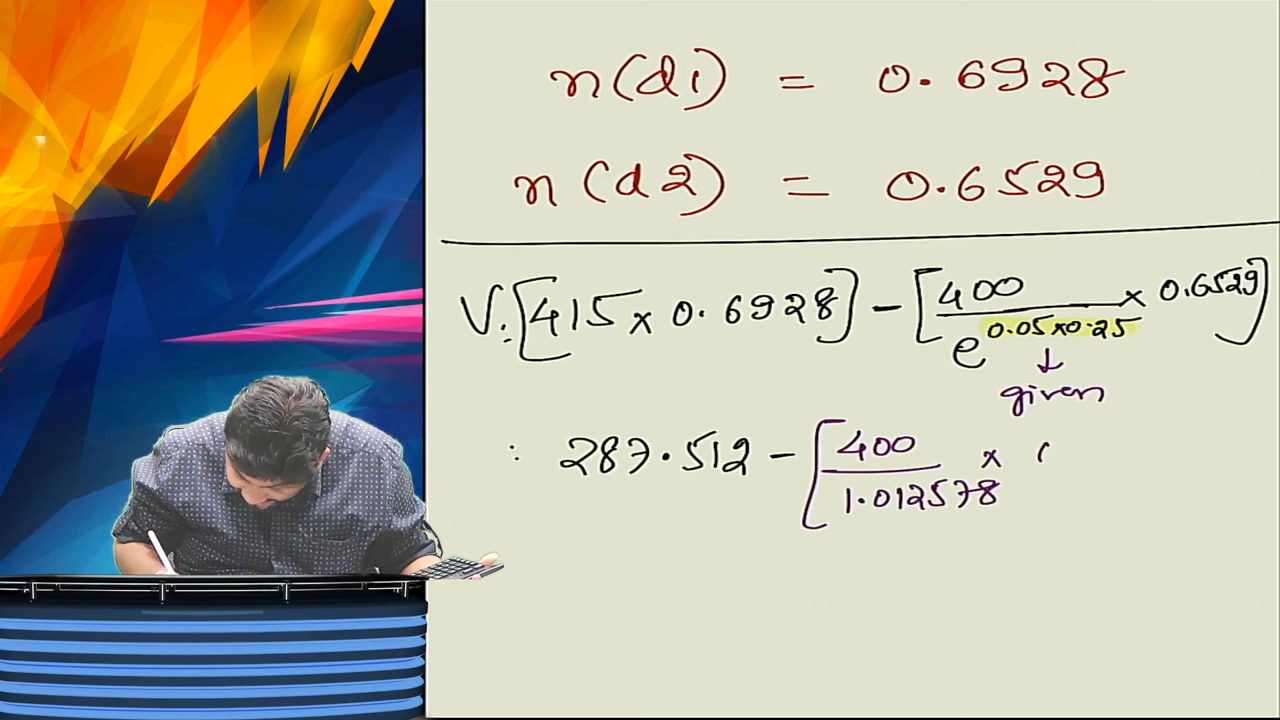 n(d1) = 0.6928
n(d2) = 0.6529
V: [415 x 0.6928] - [400/e^0.05x0.25 x 0.6529]
↓
given
: 287.512 - [400/1.012578 x (